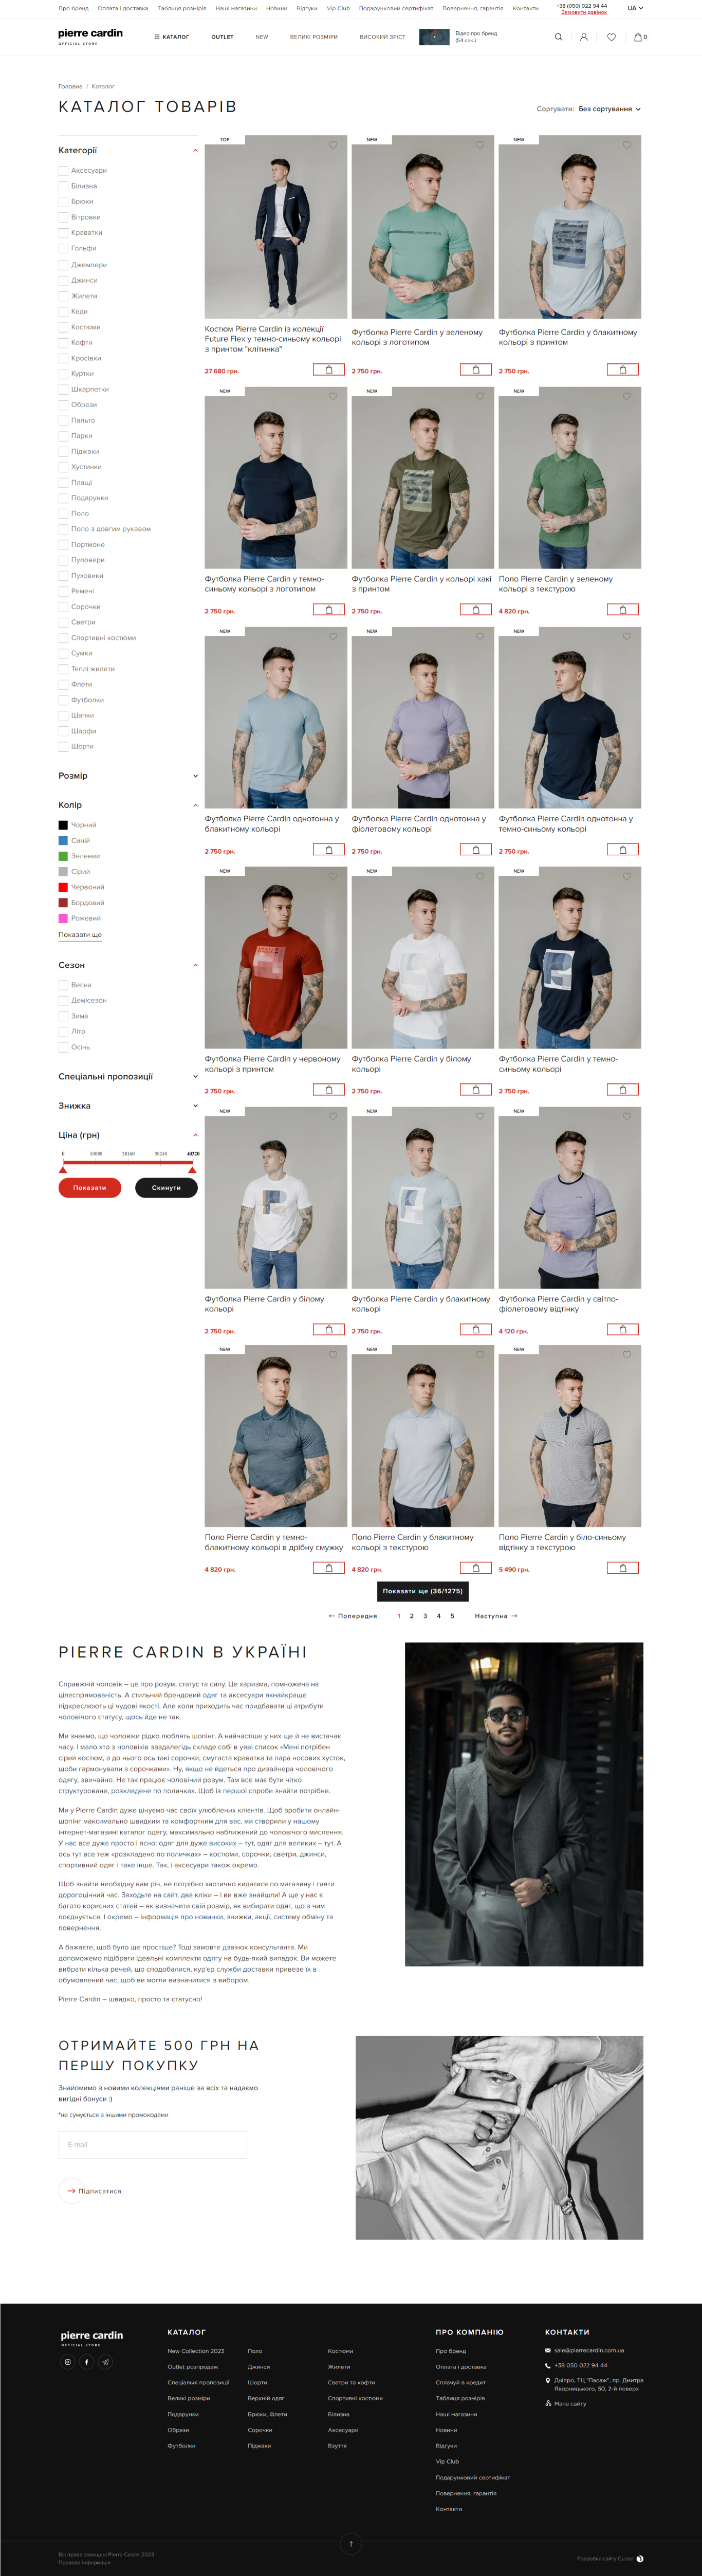 Про бренд Оплата і доставка Таблиця розмірів Наші магазини Новини Відгуки Vip Club Подарунковий сертифікат Повернення, гарантія Контакти +38 (050) 022 94 44 UA
Замовити дзвінок
pierre cardin
OFFICIAL STORE
КАТАЛОГ OUTLET NEW ВЕЛИКІ РОЗМІРИ ВИСОКИЙ ЗРІСТ Відео про бренд
(54 сек.)
0
Головна / Каталог
КАТАЛОГ ТОВАРІВ
Сортувати: Без сортування
Категорії
Аксесуари
Білизна
Брюки
Вітровки
Краватки
Гольфи
Джемпери
Джинси
Жилети
Кеди
Костюми
Кофти
Кросівки
Куртки
Шкарпетки
Образи
Пальто
Парки
Піджаки
Хустинки
Плащі
Подарунки
Поло
Поло з довгим рукавом
Портмоне
Пуловери
Пуховики
Ремені
Сорочки
Светри
Спортивні костюми
Сумки
Теплі жилети
Флети
Футболки
Шапки
Шарфи
Шорти
Розмір
Колір
Чорний
Синій
Зелений
Сірий
Червоний
Бордовий
Рожевий
Показати ще
Сезон
Весна
Демісезон
Зима
Літо
Осінь
Спеціальні пропозиції
Знижка
Ціна (грн)
0 10080 20160 30240 40320
Показати Скинути
TOP NEW NEW
Костюм Pierre Cardin із колекції
Future Flex у темно-синьому кольорі
з принтом "клітинка"
Футболка Pierre Cardin у зеленому
кольорі з логотипом
Футболка Pierre Cardin у блакитному
кольорі з принтом
27 680 грн. 2 750 грн. 2 750 грн.
NEW NEW NEW
Футболка Pierre Cardin у темно-
синьому кольорі з логотипом
Футболка Pierre Cardin у кольорі хакі
з принтом
Поло Pierre Cardin у зеленому
кольорі з текстурою
2 750 грн. 2 750 грн. 4 820 грн.
NEW NEW NEW
Футболка Pierre Cardin однотонна у
блакитному кольорі
Футболка Pierre Cardin однотонна у
фіолетовому кольорі
Футболка Pierre Cardin однотонна у
темно-синьому кольорі
2 750 грн. 2 750 грн. 2 750 грн.
NEW NEW NEW
Футболка Pierre Cardin у червоному
кольорі з принтом
Футболка Pierre Cardin у білому
кольорі
Футболка Pierre Cardin у темно-
синьому кольорі
2 750 грн. 2 750 грн. 2 750 грн.
NEW NEW NEW
Футболка Pierre Cardin у білому
кольорі
Футболка Pierre Cardin у блакитному
кольорі
Футболка Pierre Cardin у світло-
фіолетовому відтінку
2 750 грн. 2 750 грн. 4 120 грн.
NEW NEW NEW
Поло Pierre Cardin у темно-
блакитному кольорі в дрібну смужку
Поло Pierre Cardin у блакитному
кольорі з текстурою
Поло Pierre Cardin у біло-синьому
відтінку з текстурою
4 820 грн. 4 820 грн. 5 490 грн.
Показати ще (36/1275)
← Попередня 1 2 3 4 5 Наступна →
PIERRE CARDIN В УКРАЇНІ
Справжній чоловік – це про розум, статус та силу. Це харизма, помножена на
цілеспрямованість. А стильний брендовий одяг та аксесуари якнайкраще
підкреслюють ці чудові якості. Але коли приходить час придбавати ці атрибути
чоловічого статусу, щось йде не так.
Ми знаємо, що чоловіки рідко люблять шопінг. А найчастіше у них ще й не вистачає
часу. І мало хто з чоловіків заздалегідь складе собі в уяві список «Мені потрібен
сірий костюм, а до нього ось такі сорочки, смугаста краватка та пара носових хусток,
щоби гармонували з сорочками». Ну, якщо не йдеться про дизайнера чоловічого
одягу, звичайно. Не так працює чоловічий розум. Там все має бути чітко
структуроване, розкладене по поличках. Щоб із першої спроби знайти потрібне.
Ми у Pierre Cardin дуже цінуємо час своїх улюблених клієнтів. Щоб зробити онлайн-
шопінг максимально швидким та комфортним для вас, ми створили у нашому
інтернет-магазині каталог одягу, максимально наближений до чоловічого мислення.
У нас все дуже просто і ясно: одяг для дуже високих – тут, одяг для великих – тут. А
ось тут все теж «розкладено по поличках» – костюми, сорочки, светри, джинси,
спортивний одяг і таке інше. Так, і аксесуари також окремо.
Щоб знайти необхідну вам річ, не потрібно хаотично кидатися по магазину і гаяти
дорогоцінний час. Заходьте на сайт, два кліки – і ви вже знайшли! А ще у нас є
багато корисних статей – як визначити свій розмір, як вибирати одяг, що з чим
поєднується. І окремо – інформація про новинки, знижки, акції, систему обміну та
повернення.
А бажаєте, щоб було ще простіше? Тоді замовте дзвінок консультанта. Ми
допоможемо підібрати ідеальні комплекти одягу на будь-який випадок. Ви можете
вибрати кілька речей, що сподобалися, кур'єр служби доставки привезе їх в
обумовлений час, щоб ви могли визначитися з вибором.
Pierre Cardin – швидко, просто та статусно!
ОТРИМАЙТЕ 500 ГРН НА
ПЕРШУ ПОКУПКУ
Знайомимо з новими колекціями раніше за всіх та надаємо
вигідні бонуси :)
*не сумується з іншими промокодами
E-mail
→ Підписатися
pierre cardin
OFFICIAL STORE
КАТАЛОГ
New Collection 2023
Outlet розпродаж
Спеціальні пропозиції
Великі розміри
Подарунки
Образи
Футболки
Поло
Джинси
Шорти
Верхній одяг
Брюки, Флети
Сорочки
Піджаки
Костюми
Жилети
Светри та кофти
Спортивні костюми
Білизна
Аксесуари
Взуття
ПРО КОМПАНІЮ
Про бренд
Оплата і доставка
Сплачуй в кредит
Таблиця розмірів
Наші магазини
Новини
Відгуки
Vip Club
Подарунковий сертифікат
Повернення, гарантія
Контакти
КОНТАКТИ
sale@pierrecardin.com.ua
+38 050 022 94 44
Дніпро, ТЦ "Пасаж", пр. Дмитра
Яворницького, 50, 2-й поверх
Мапа сайту
↑
Всі права захищені Pierre Cardin 2023
Правова інформація
Розробка сайту Cursor